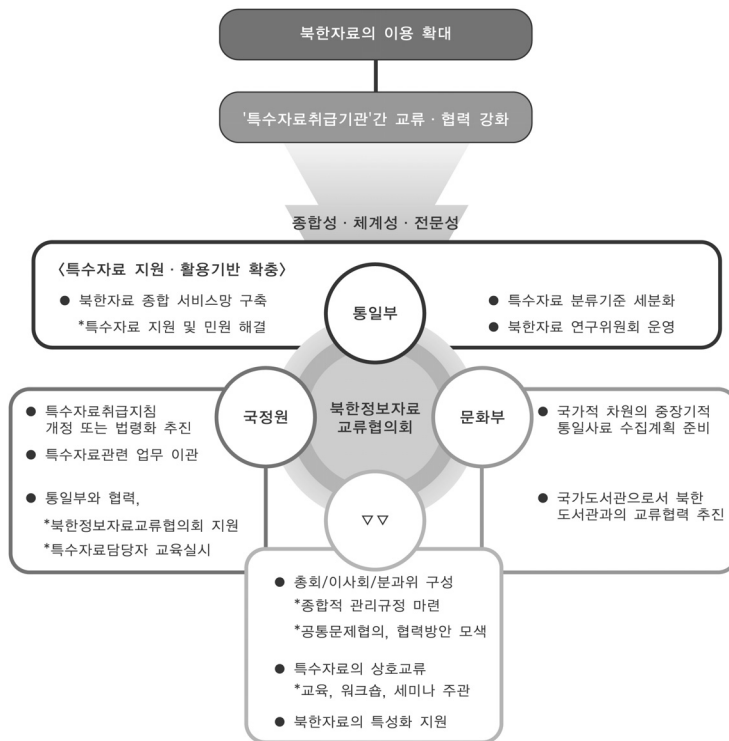 북한자료의 이용 확대
'특수자료취급기관'간 교류 · 협력 강화
종합성 · 체계성 · 전문성
〈특수자료 지원 · 활용기반 확충〉
● 북한자료 종합 서비스망 구축
*특수자료 지원 및 민원 해결
통일부
● 특수자료 분류기준 세분화
● 북한자료 연구위원회 운영
● 특수자료취급지침
개정 또는 법령화 추진
● 특수자료관련 업무 이관
● 통일부와 협력,
*북한정보자료교류협의회 지원
*특수자료담당자 교육실시
국정원
북한정보자료
교류협의회
문화부
● 국가적 차원의 중장기적
통일사료 수집계획 준비
● 국가도서관으로서 북한
도서관과의 교류협력 추진
▽▽
● 총회/이사회/분과위 구성
*종합적 관리규정 마련
*공통문제협의, 협력방안 모색
● 특수자료의 상호교류
*교육, 워크숍, 세미나 주관
● 북한자료의 특성화 지원